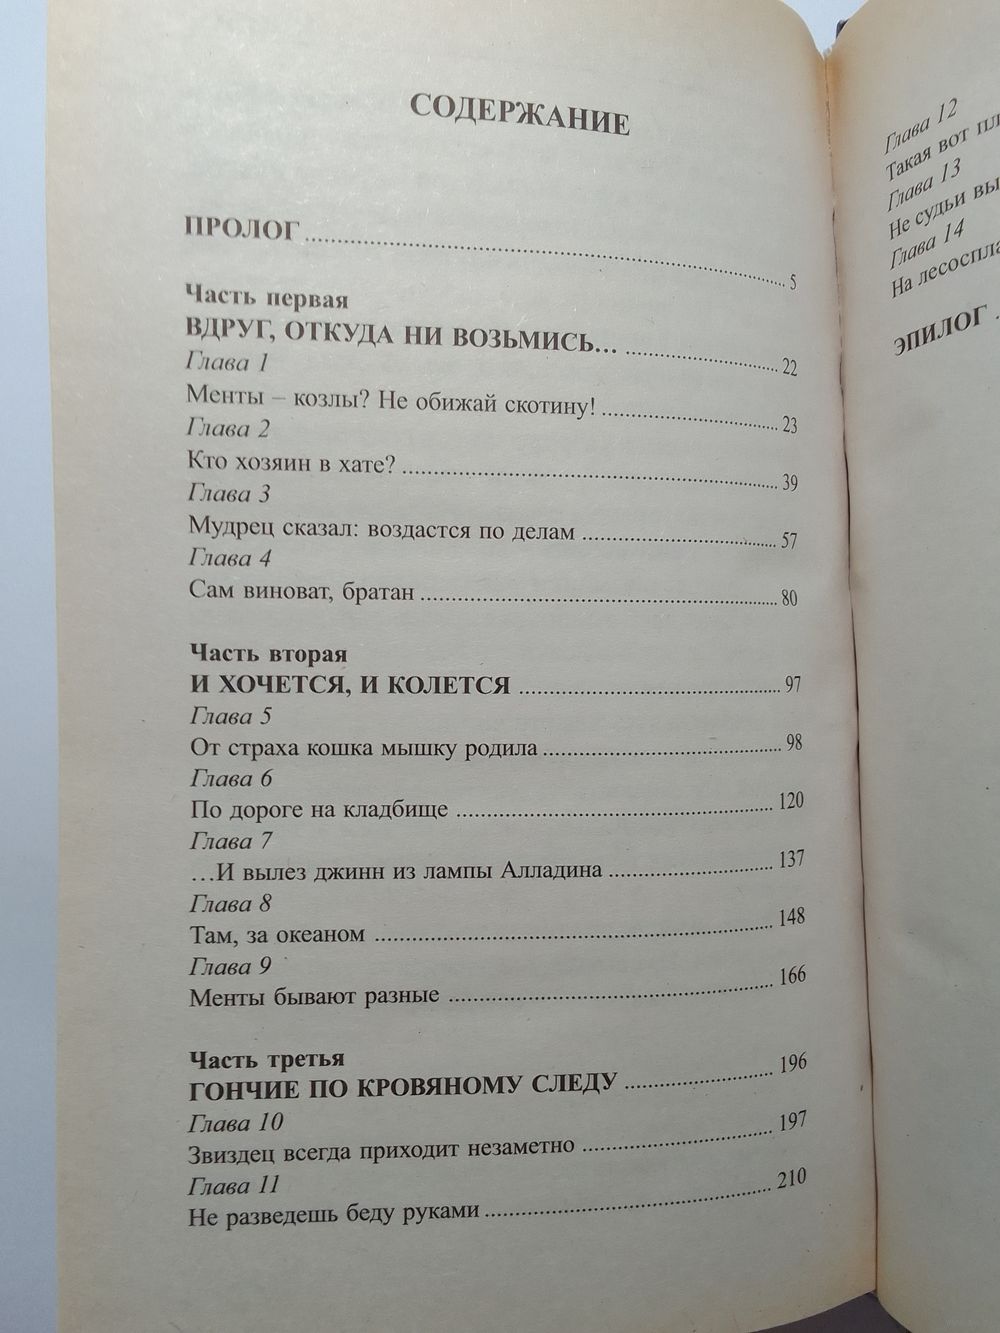 СОДЕРЖАНИЕ
ПРОЛОГ 5
Часть первая
ВДРУГ, ОТКУДА НИ ВОЗЬМИСЬ… 22
Глава 1
Менты – козлы? Не обижай скотину! 23
Глава 2
Кто хозяин в хате? 39
Глава 3
Мудрец сказал: воздастся по делам 57
Глава 4
Сам виноват, братан 80
Часть вторая
И ХОЧЕТСЯ, И КОЛЕТСЯ 97
Глава 5
От страха кошка мышку родила 98
Глава 6
По дороге на кладбище 120
Глава 7
…И вылез джинн из лампы Алладина 137
Глава 8
Там, за океаном 148
Глава 9
Менты бывают разные 166
Часть третья
ГОНЧИЕ ПО КРОВЯНОМУ СЛЕДУ 196
Глава 10
Звиздец всегда приходит незаметно 197
Глава 11
Не разведешь беду руками 210
Глава 12
Такая вот
Глава 13
Не судьи
Глава 14
На
ЭПИЛОГ